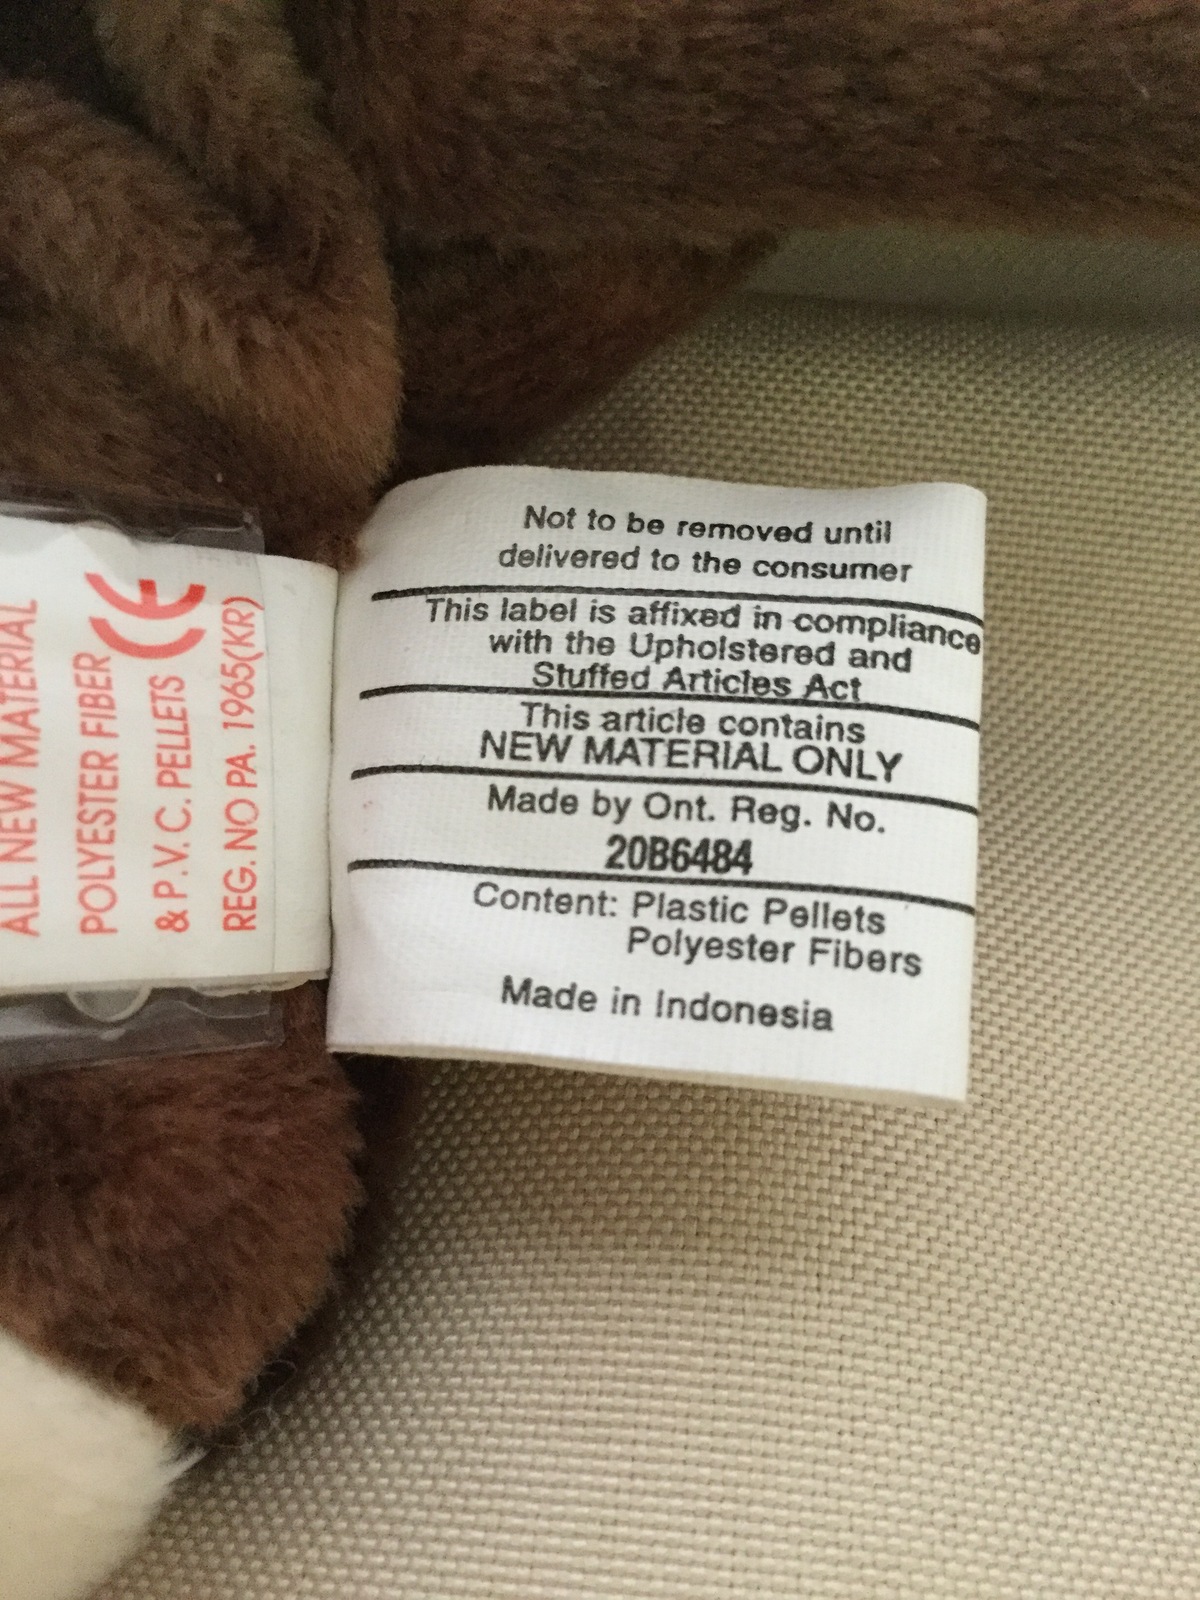 Not to be removed until
delivered to the consumer
This label is affixed in compliance
with the Upholstered and
Stuffed Articles Act
This article contains
NEW MATERIAL ONLY
Made by Ont. Reg. No.
20B6484
Content: Plastic Pellets
Polyester Fibers
Made in Indonesia
ALL NEW MATERIAL
POLYESTER FIBER
& P.V.C. PELLETS CE
REG. NO PA. 1965(KR)